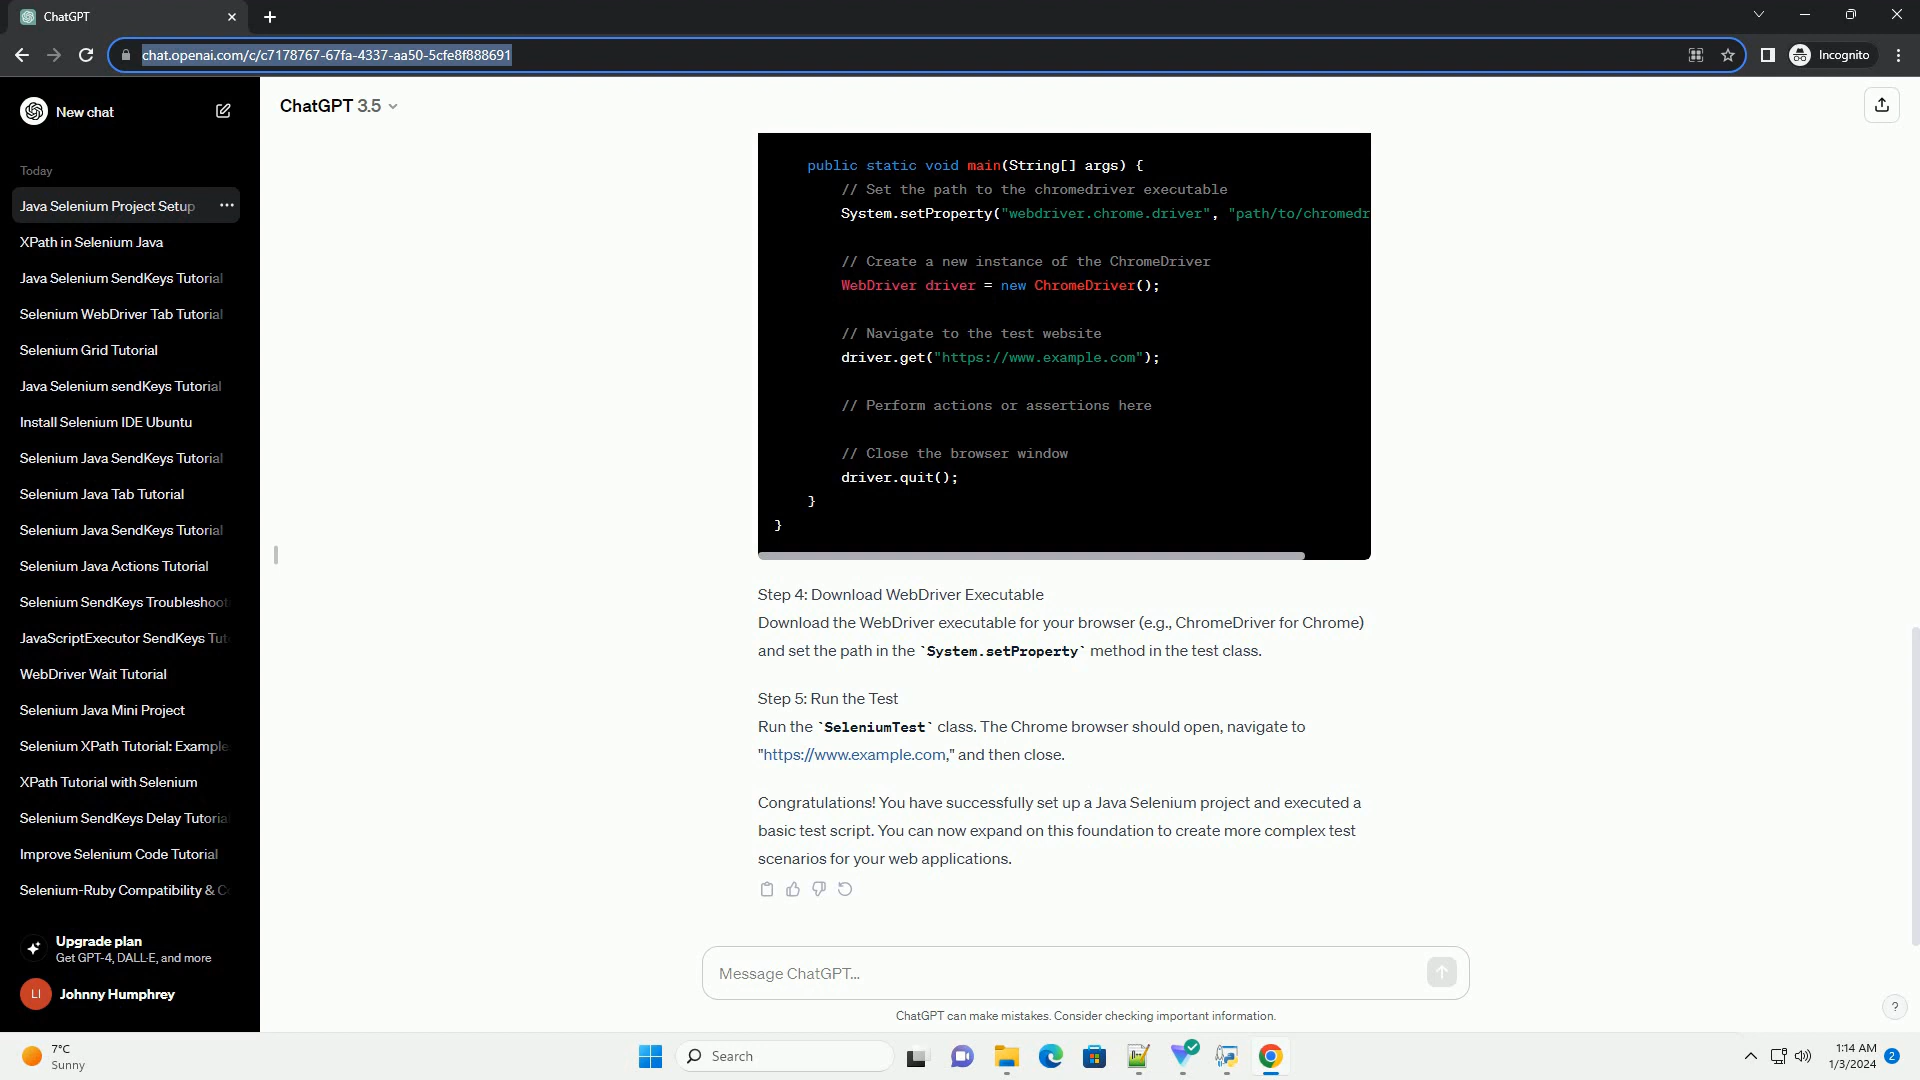 ChatGPT
chat.openai.com/c/c7178767-67fa-4337-aa50-5cfe8f888691
Incognito
New chat
ChatGPT 3.5
Today
Java Selenium Project Setup
XPath in Selenium Java
Java Selenium SendKeys Tutorial
Selenium WebDriver Tab Tutorial
Selenium Grid Tutorial
Java Selenium sendKeys Tutorial
Install Selenium IDE Ubuntu
Selenium Java SendKeys Tutorial
Selenium Java Tab Tutorial
Selenium Java SendKeys Tutorial
Selenium Java Actions Tutorial
Selenium SendKeys Troubleshoot
JavaScriptExecutor SendKeys Tut
WebDriver Wait Tutorial
Selenium Java Mini Project
Selenium XPath Tutorial: Example
XPath Tutorial with Selenium
Selenium SendKeys Delay Tutoria
Improve Selenium Code Tutorial
Selenium-Ruby Compatibility & C
Upgrade plan
Get GPT-4, DALL·E, and more
LI
Johnny Humphrey
public static void main(String[] args) {
// Set the path to the chromedriver executable
System.setProperty("webdriver.chrome.driver", "path/to/chromedr
// Create a new instance of the ChromeDriver
WebDriver driver = new ChromeDriver();
// Navigate to the test website
driver.get("https://www.example.com");
// Perform actions or assertions here
// Close the browser window
driver.quit();
}
}
Step 4: Download WebDriver Executable
Download the WebDriver executable for your browser (e.g., ChromeDriver for Chrome)
and set the path in the `System.setProperty` method in the test class.
Step 5: Run the Test
Run the `SeleniumTest` class. The Chrome browser should open, navigate to
"https://www.example.com," and then close.
Congratulations! You have successfully set up a Java Selenium project and executed a
basic test script. You can now expand on this foundation to create more complex test
scenarios for your web applications.
Message ChatGPT...
ChatGPT can make mistakes. Consider checking important information.
?
7°C
Sunny
Search
1:14 AM
1/3/2024
2